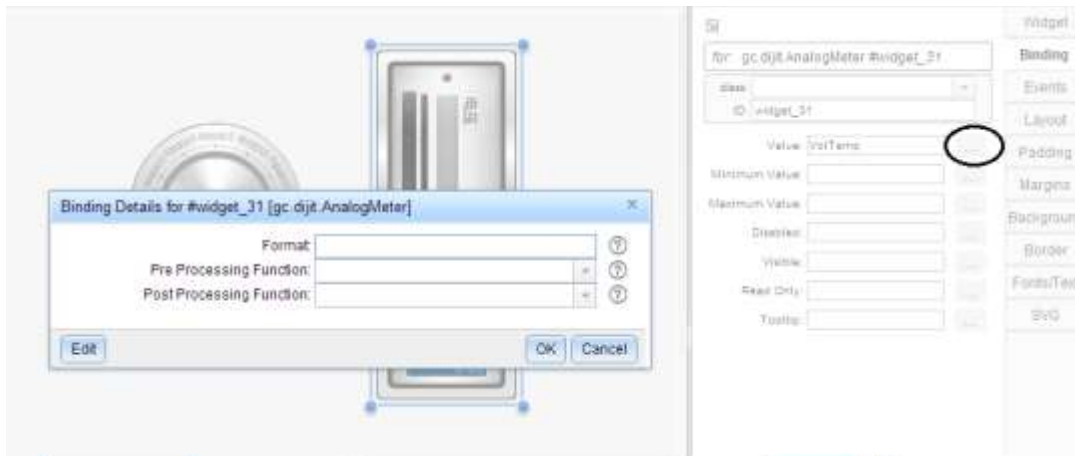 Widget
for: gc.dijit.AnalogMeter #widget_31
Binding
class
Events
ID widget_31
Layout
Value: VolTemp
Padding
Minimum Value:
Margins
Maximum Value:
Background
Disabled:
Border
Visible:
Read Only:
Fonts/Text
Tooltip:
SVG
Binding Details for #widget_31 [gc.dijit.AnalogMeter]
Format:
Pre Processing Function:
Post Processing Function:
Edit
OK
Cancel